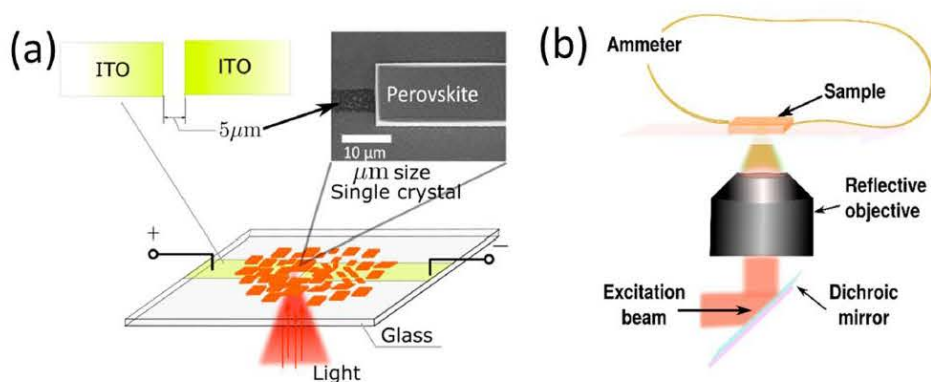 (a)
ITO
ITO
5μm
Perovskite
10 μm
μm size
Single crystal
+
−
Glass
Light
(b)
Ammeter
Sample
Reflective
objective
Excitation
beam
Dichroic
mirror